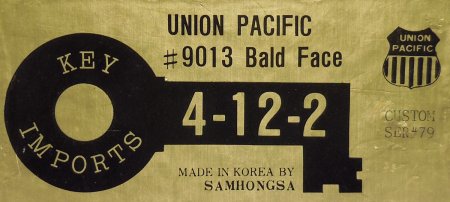 UNION PACIFIC
#9013 Bald Face
UNION
PACIFIC
KEY
IMPORTS
4-12-2
CUSTOM
SER#79
MADE IN KOREA BY
SAMHONGSA